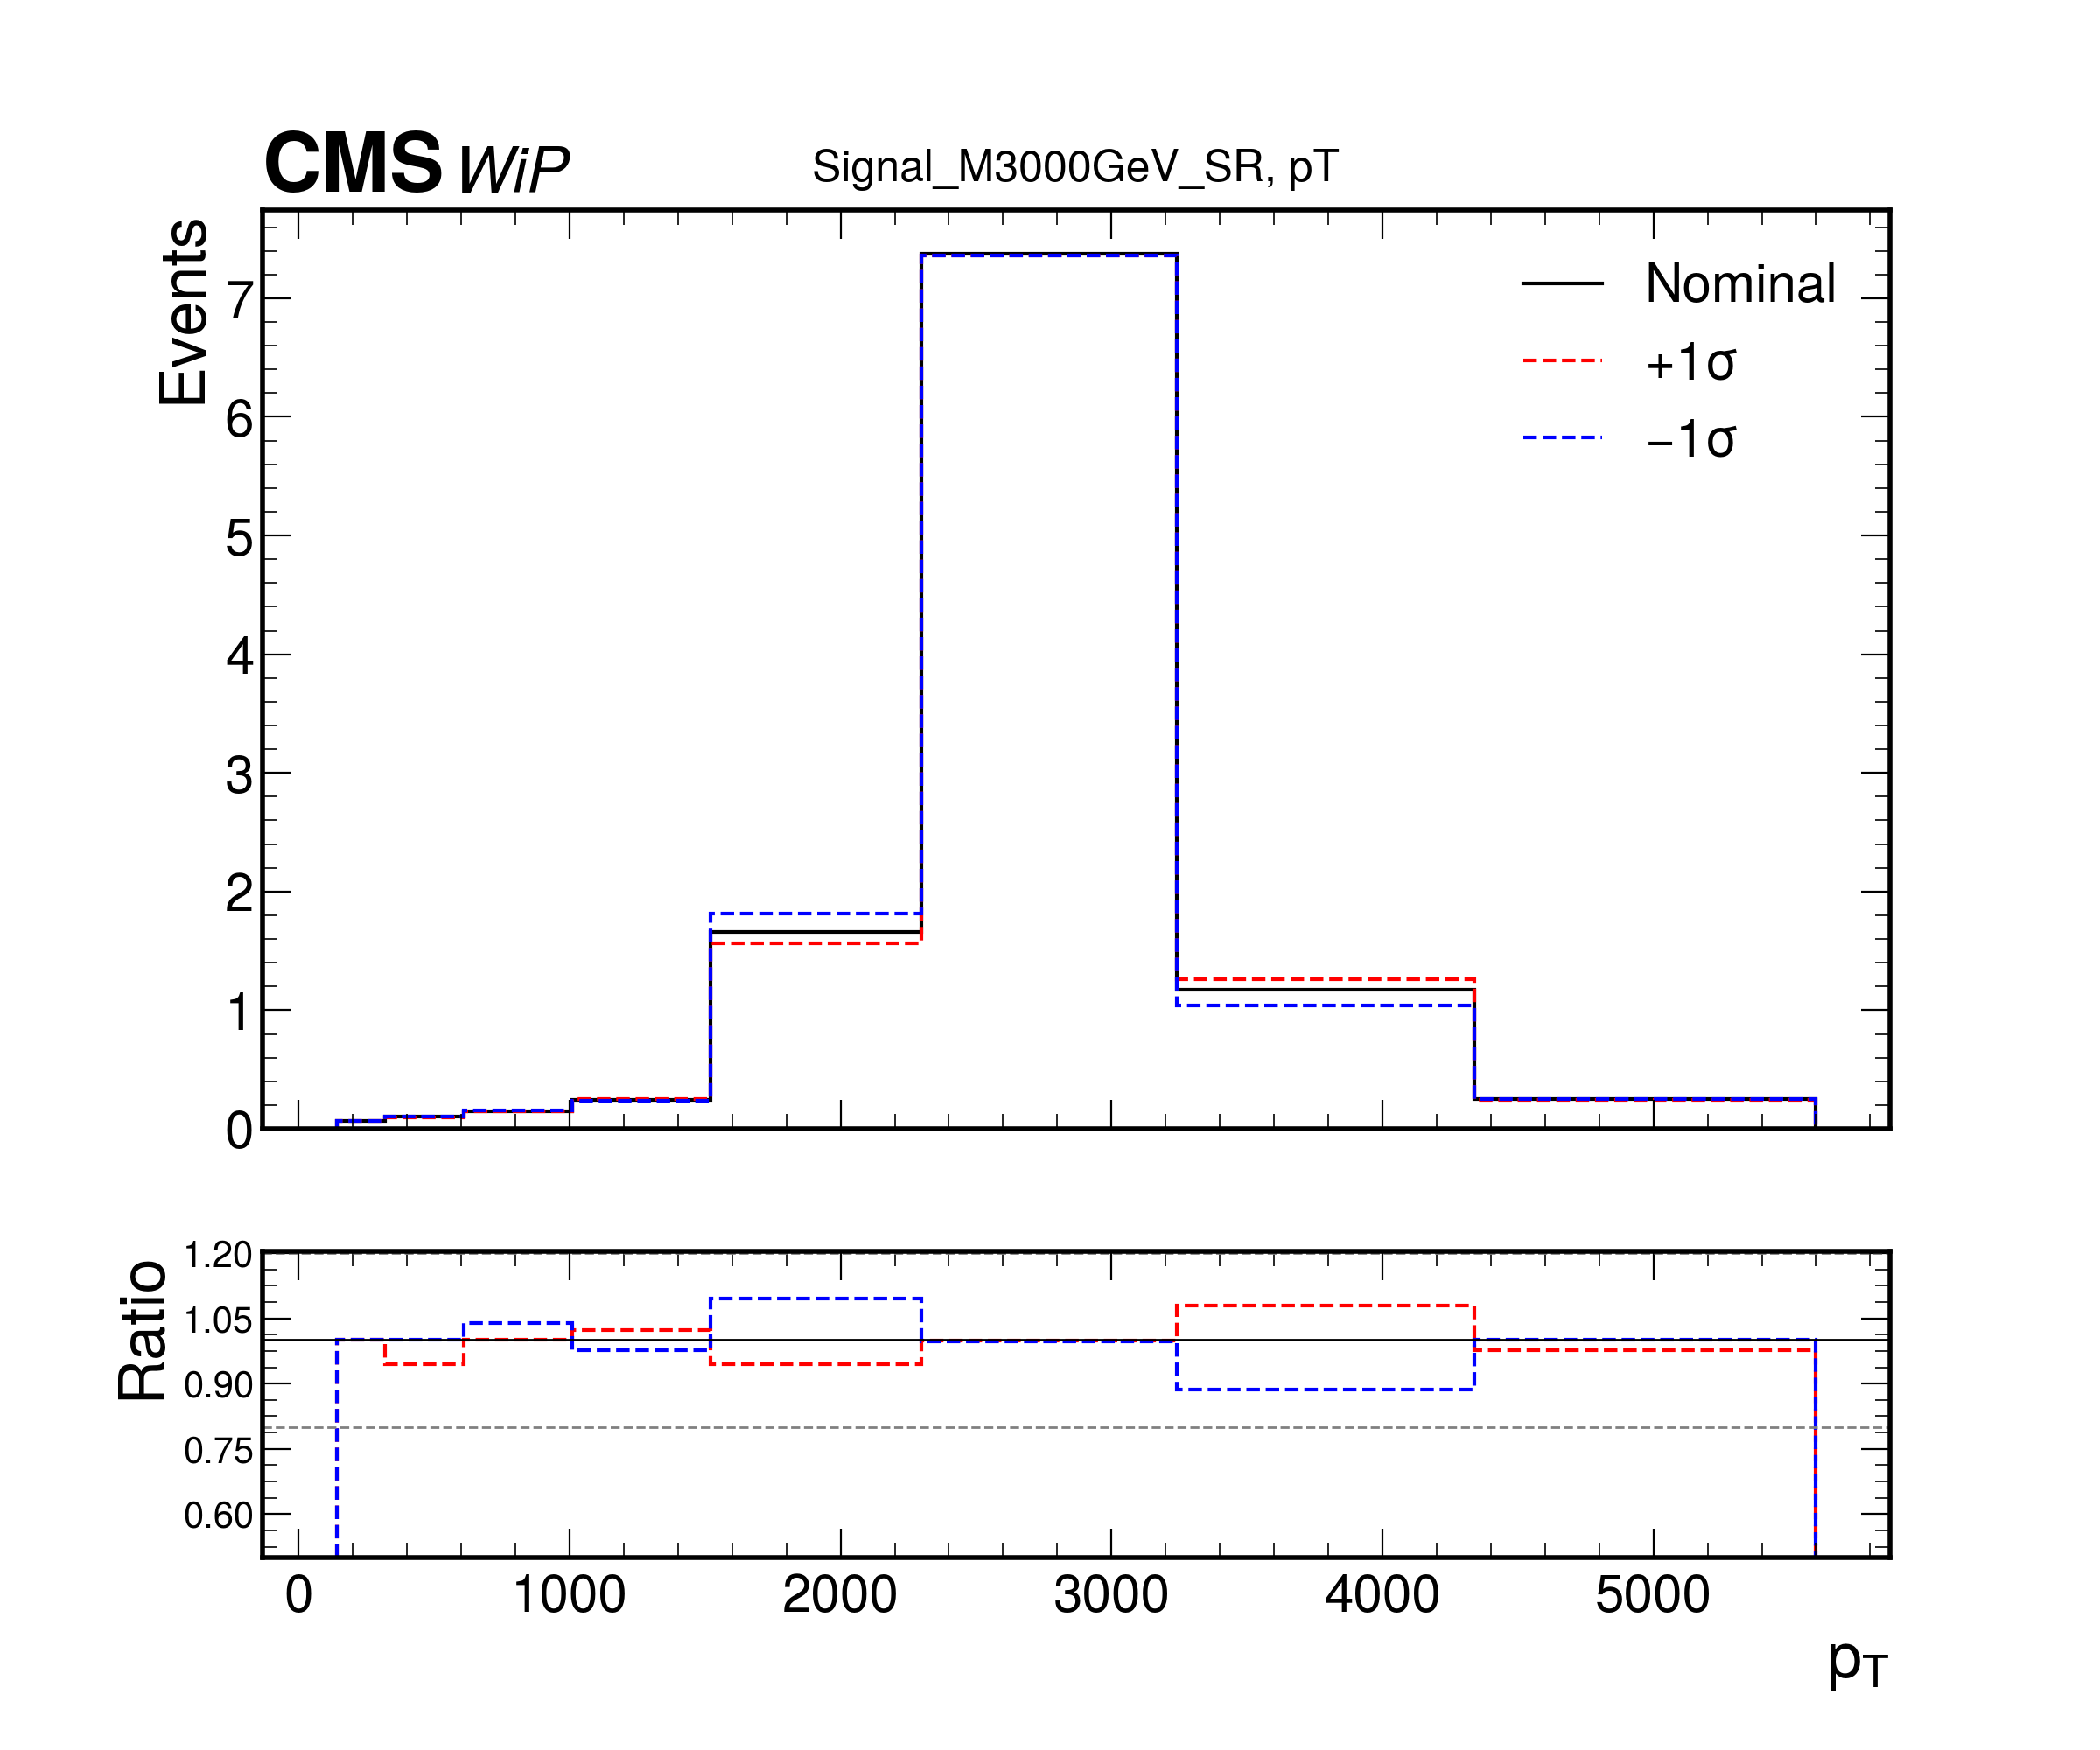 CMS WiP
Signal_M3000GeV_SR, pT
Events
7
6
5
4
3
2
1
0
Nominal
+1σ
−1σ
Ratio
1.20
1.05
0.90
0.75
0.60
0 1000 2000 3000 4000 5000
pT